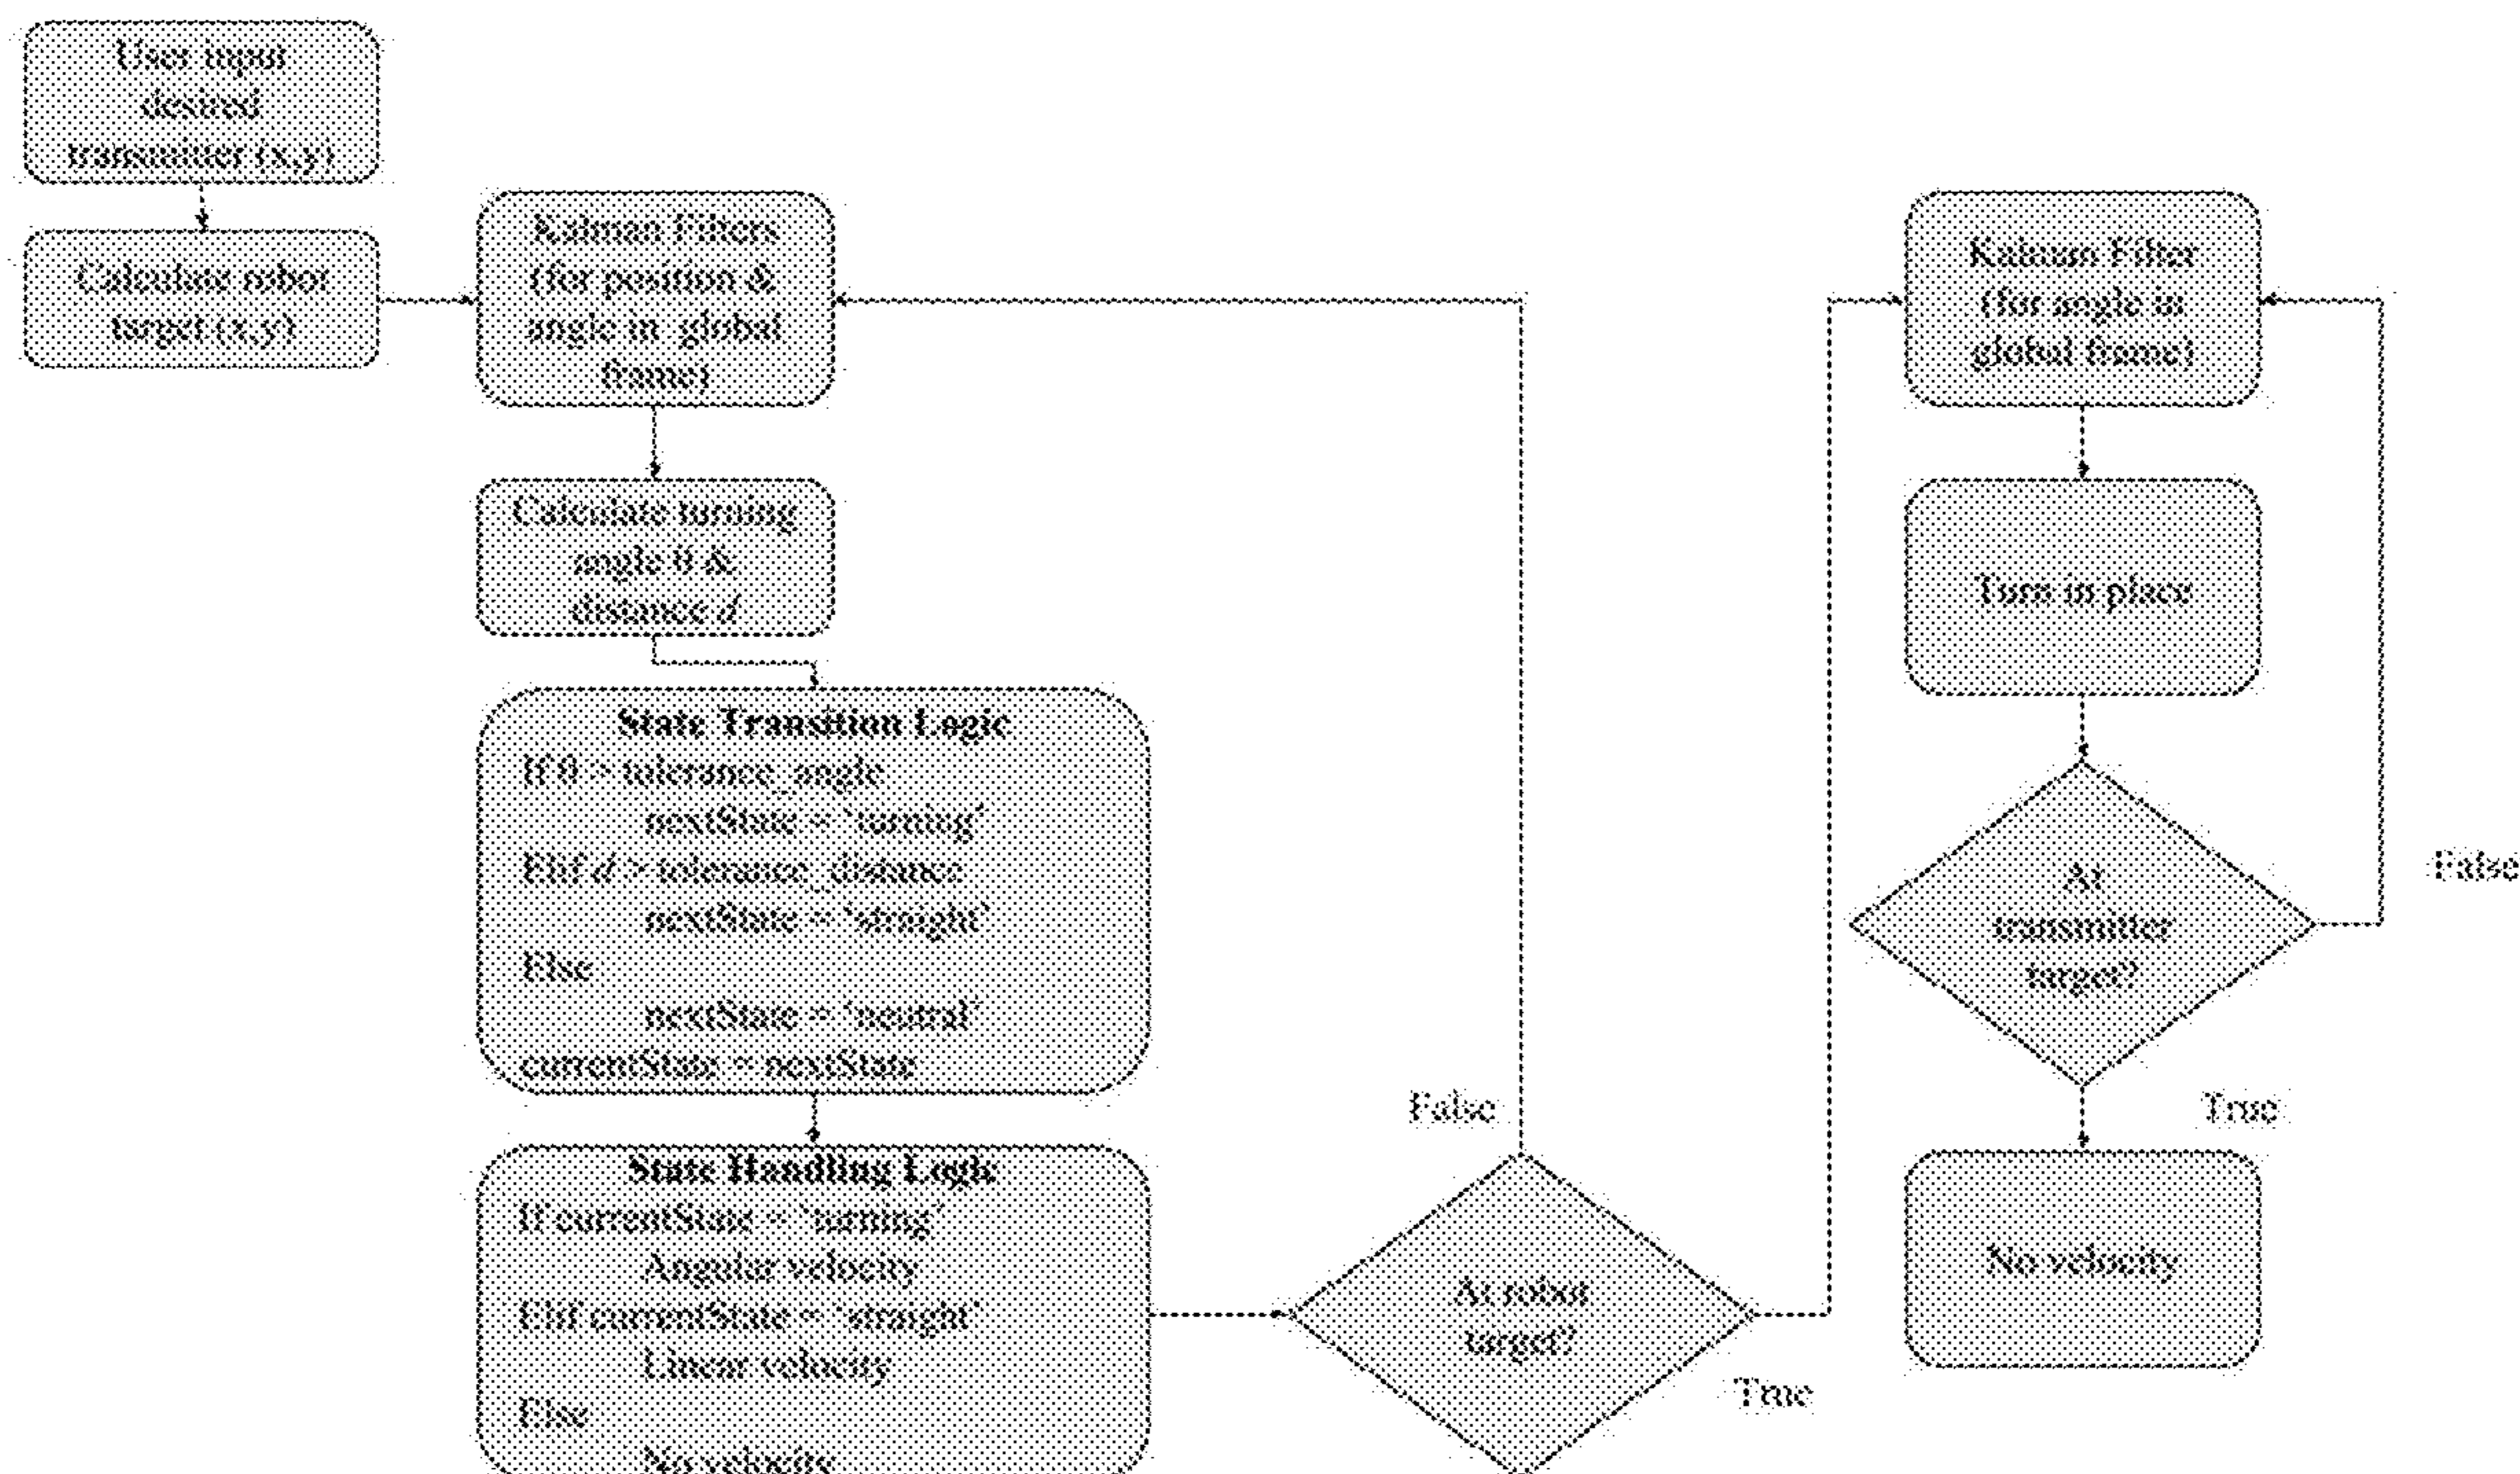 User input
desired
transmitter (x,y)
Calculate robot
target (x,y)
Kalman Filters
(for position &
angle in global
frame)
Calculate turning
angle θ &
distance d
State Transition Logic
If θ > tolerance_angle
nextState = 'turning'
Elif d > tolerance_distance
nextState = 'straight'
Else
nextState = 'neutral'
currentState = nextState
State Handling Logic
If currentState = 'turning'
Angular velocity
Elif currentState = 'straight'
Linear velocity
Else
No velocity
At robot
target?
False
True
Kalman Filter
(for angle in
global frame)
Turn in place
At
transmitter
target?
False
True
No velocity